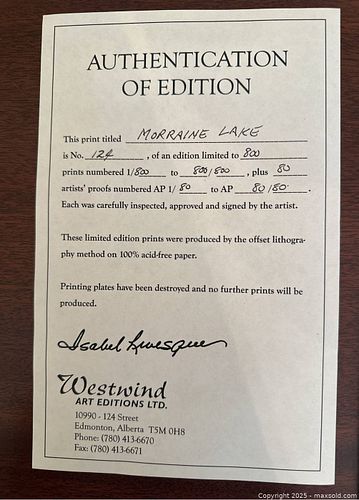 AUTHENTICATION
OF EDITION
This print titled MORRAINE LAKE
is No. 124, of an edition limited to 800
prints numbered 1/800 to 800/800, plus 80
artists' proofs numbered AP 1/80 to AP 80/80.
Each was carefully inspected, approved and signed by the artist.
These limited edition prints were produced by the offset lithogra-
phy method on 100% acid-free paper.
Printing plates have been destroyed and no further prints will be
produced.
Isabel Levesque
Westwind
ART EDITIONS LTD.
10990 - 124 Street
Edmonton, Alberta T5M 0H8
Phone: (780) 413-6670
Fax: (780) 413-6671
Copyright 2025 - maxsold.com